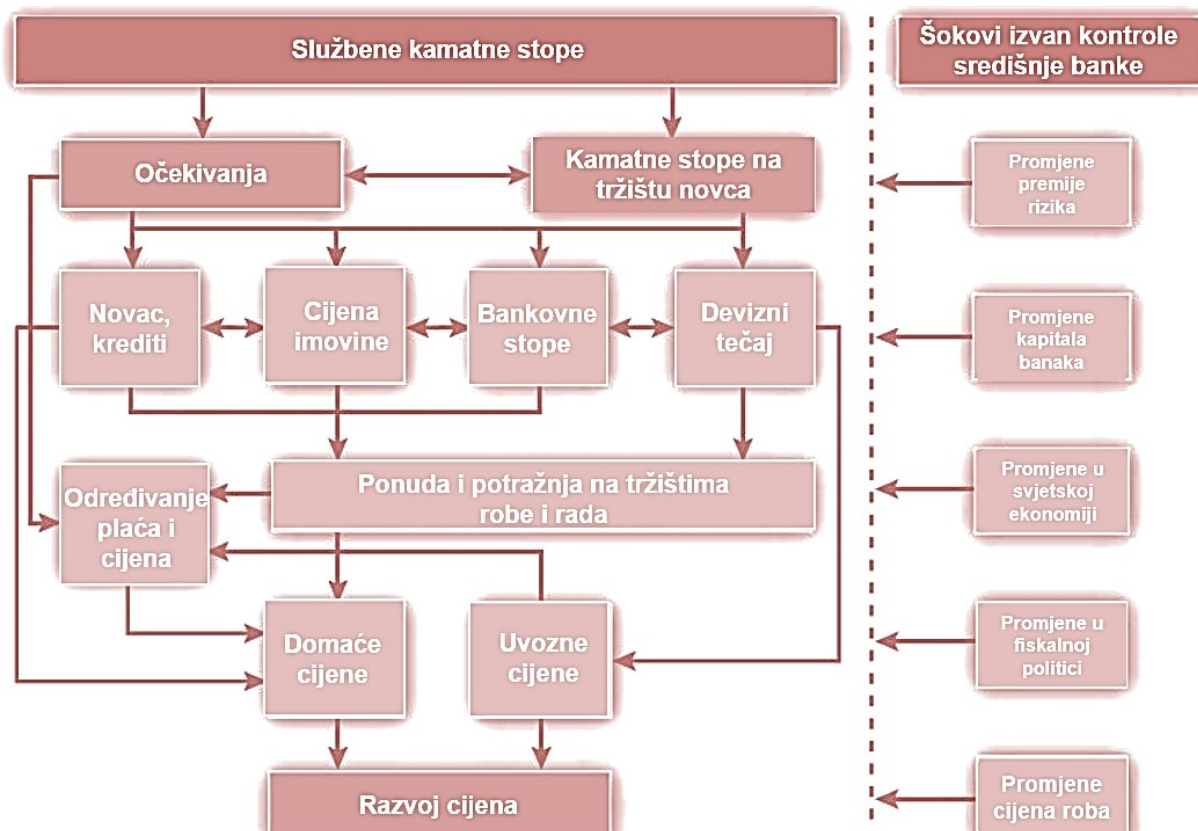 Službene kamatne stope
Šokovi izvan kontrole
središnje banke
Očekivanja
Kamatne stope na
tržištu novca
Promjene
premije
rizika
Novac,
krediti
Cijena
imovine
Bankovne
stope
Devizni
tečaj
Promjene
kapitala
banaka
Određivanje
plaća i
cijena
Ponuda i potražnja na tržištima
robe i rada
Promjene u
svjetskoj
ekonomiji
Domaće
cijene
Uvozne
cijene
Promjene u
fiskalnoj
politici
Razvoj cijena
Promjene
cijena roba